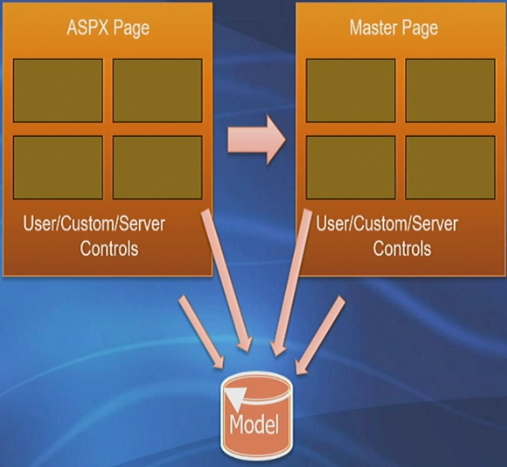 ASPX Page
User/Custom/Server
Controls
Master Page
User/Custom/Server
Controls
Model